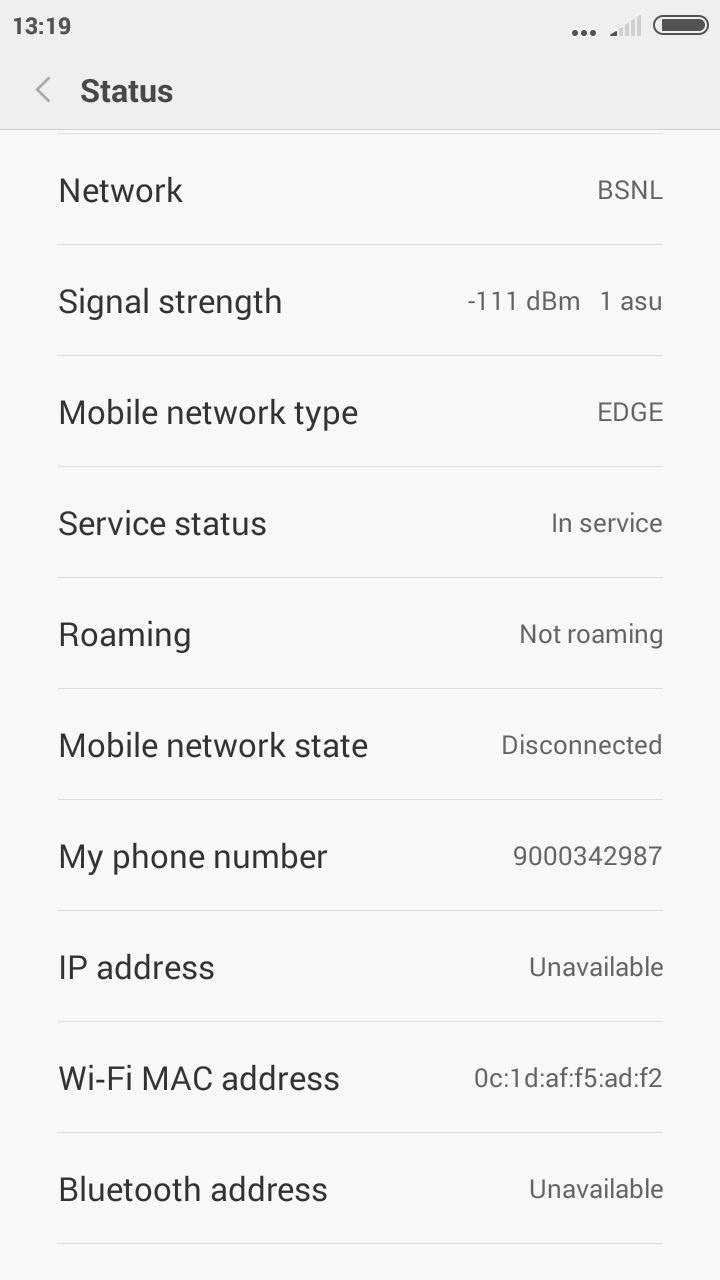 13:19
Status
Network BSNL
Signal strength -111 dBm 1 asu
Mobile network type EDGE
Service status In service
Roaming Not roaming
Mobile network state Disconnected
My phone number 9000342987
IP address Unavailable
Wi-Fi MAC address 0c:1d:af:f5:ad:f2
Bluetooth address Unavailable